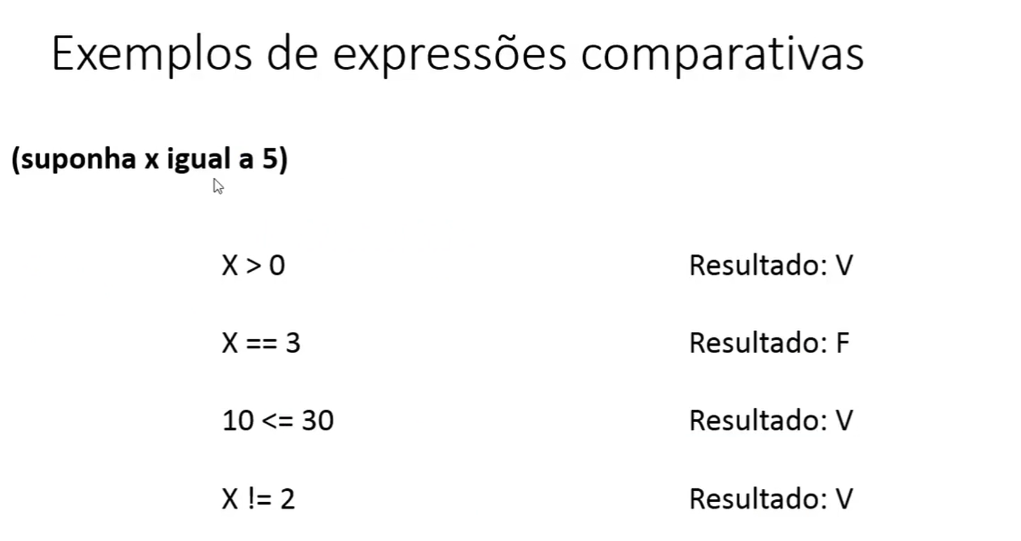 Exemplos de expressões comparativas
(suponha x igual a 5)
X > 0 Resultado: V
X == 3 Resultado: F
10 <= 30 Resultado: V
X != 2 Resultado: V